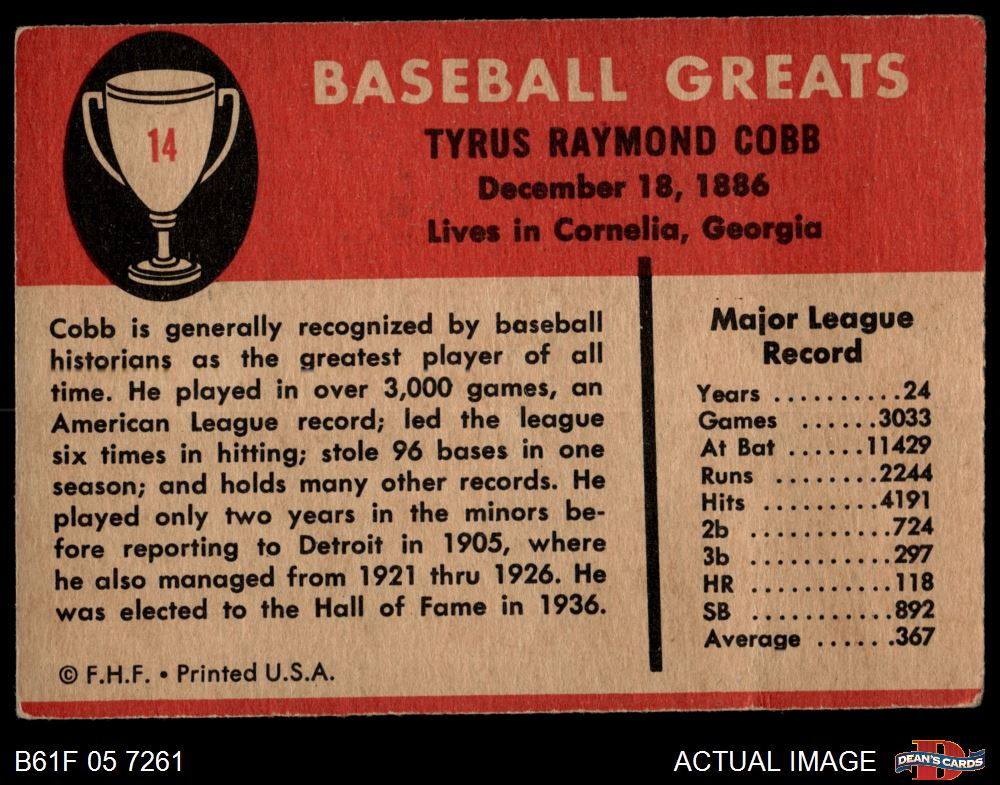 14
BASEBALL GREATS
TYRUS RAYMOND COBB
December 18, 1886
Lives in Cornelia, Georgia
Cobb is generally recognized by baseball
historians as the greatest player of all
time. He played in over 3,000 games, an
American League record; led the league
six times in hitting; stole 96 bases in one
season; and holds many other records. He
played only two years in the minors be-
fore reporting to Detroit in 1905, where
he also managed from 1921 thru 1926. He
was elected to the Hall of Fame in 1936.
© F.H.F. • Printed U.S.A.
Major League
Record
Years ..........24
Games ......3033
At Bat ......11429
Runs ........2244
Hits .........4191
2b ...........724
3b ...........297
HR ...........118
SB ...........892
Average ......367
B61F 05 7261
ACTUAL IMAGE
D
DEAN'S CARDS